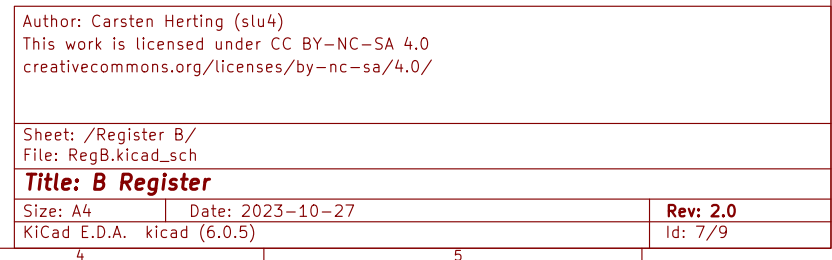 Author: Carsten Herting (slu4)
This work is licensed under CC BY-NC-SA 4.0
creativecommons.org/licenses/by-nc-sa/4.0/
Sheet: /Register B/
File: RegB.kicad_sch
Title: B Register
Size: A4 Date: 2023-10-27 Rev: 2.0
KiCad E.D.A. kicad (6.0.5) Id: 7/9
4 5